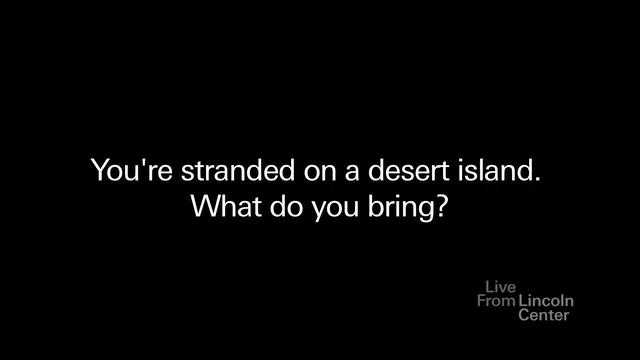 You're stranded on a desert island.
What do you bring?
Live
From Lincoln
Center